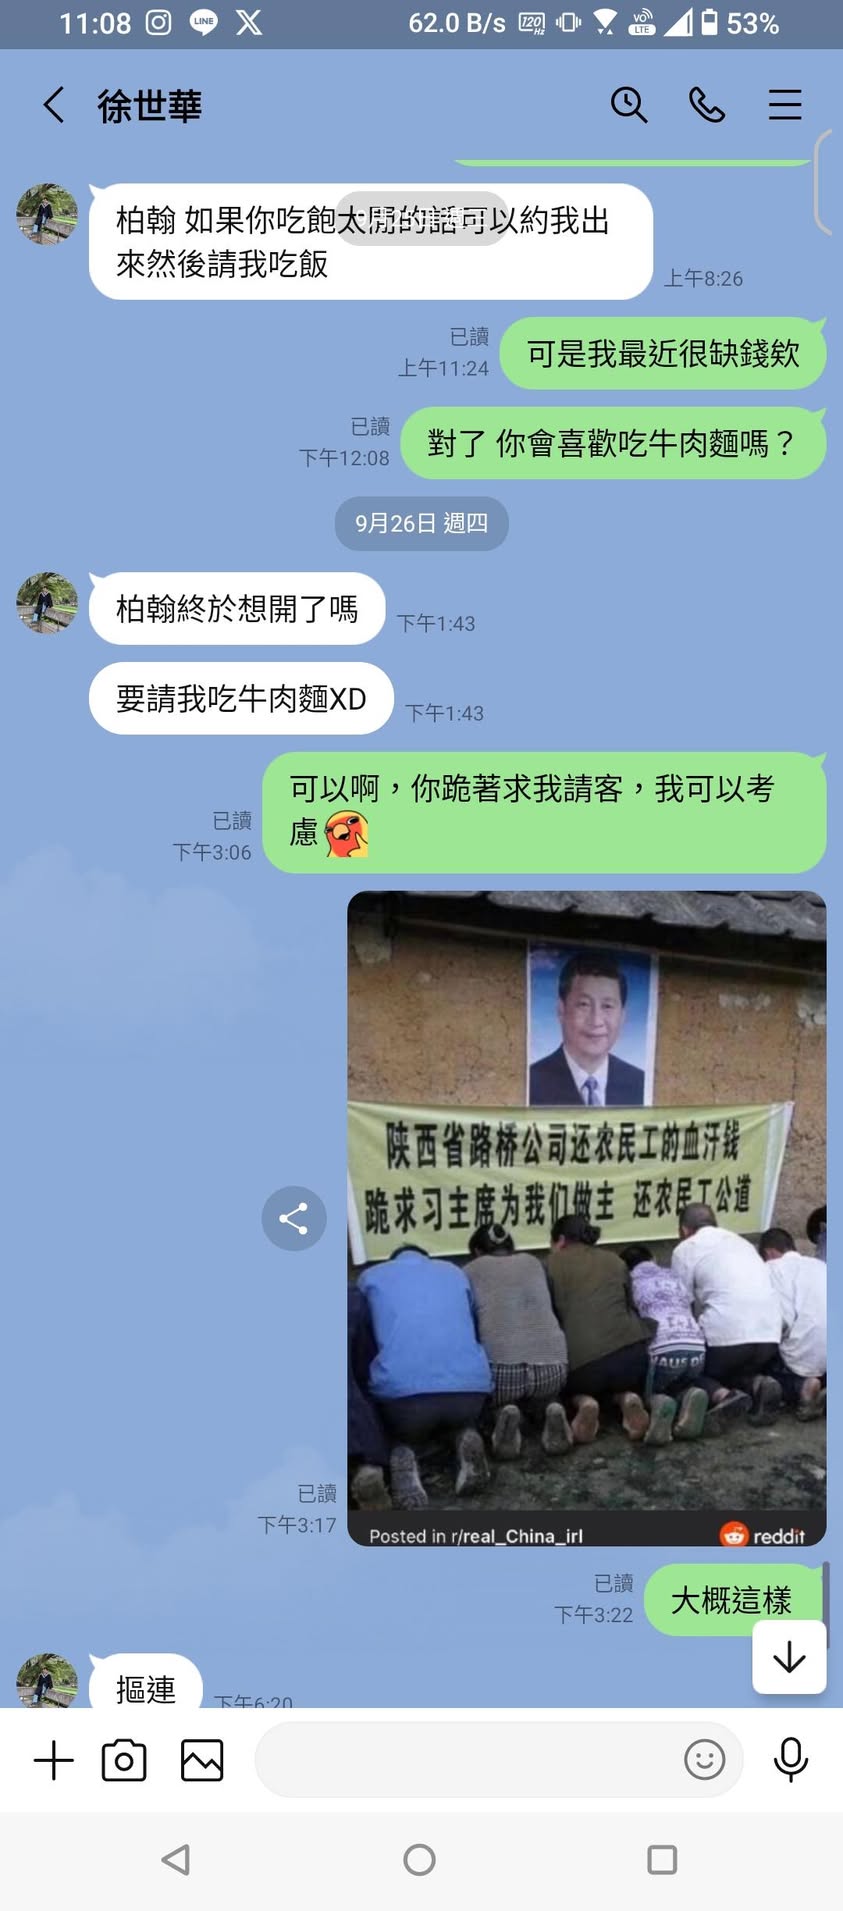 11:08 LINE X 62.0 B/s 120 Hz VO LTE 53%
徐世華
柏翰 如果你吃飽太閒的話可以約我出
來然後請我吃飯
上午8:26
已讀
上午11:24
可是我最近很缺錢欸
已讀
下午12:08
對了 你會喜歡吃牛肉麵嗎？
9月26日 週四
柏翰終於想開了嗎
下午1:43
要請我吃牛肉麵XD
下午1:43
可以啊，你跪著求我請客，我可以考
慮
已讀
下午3:06
陕西省路桥公司还农民工的血汗钱
跪求习主席为我们做主 还农民工公道
Posted in r/real_China_irl
reddit
已讀
下午3:17
已讀
下午3:22
大概這樣
摳連
下午6:20